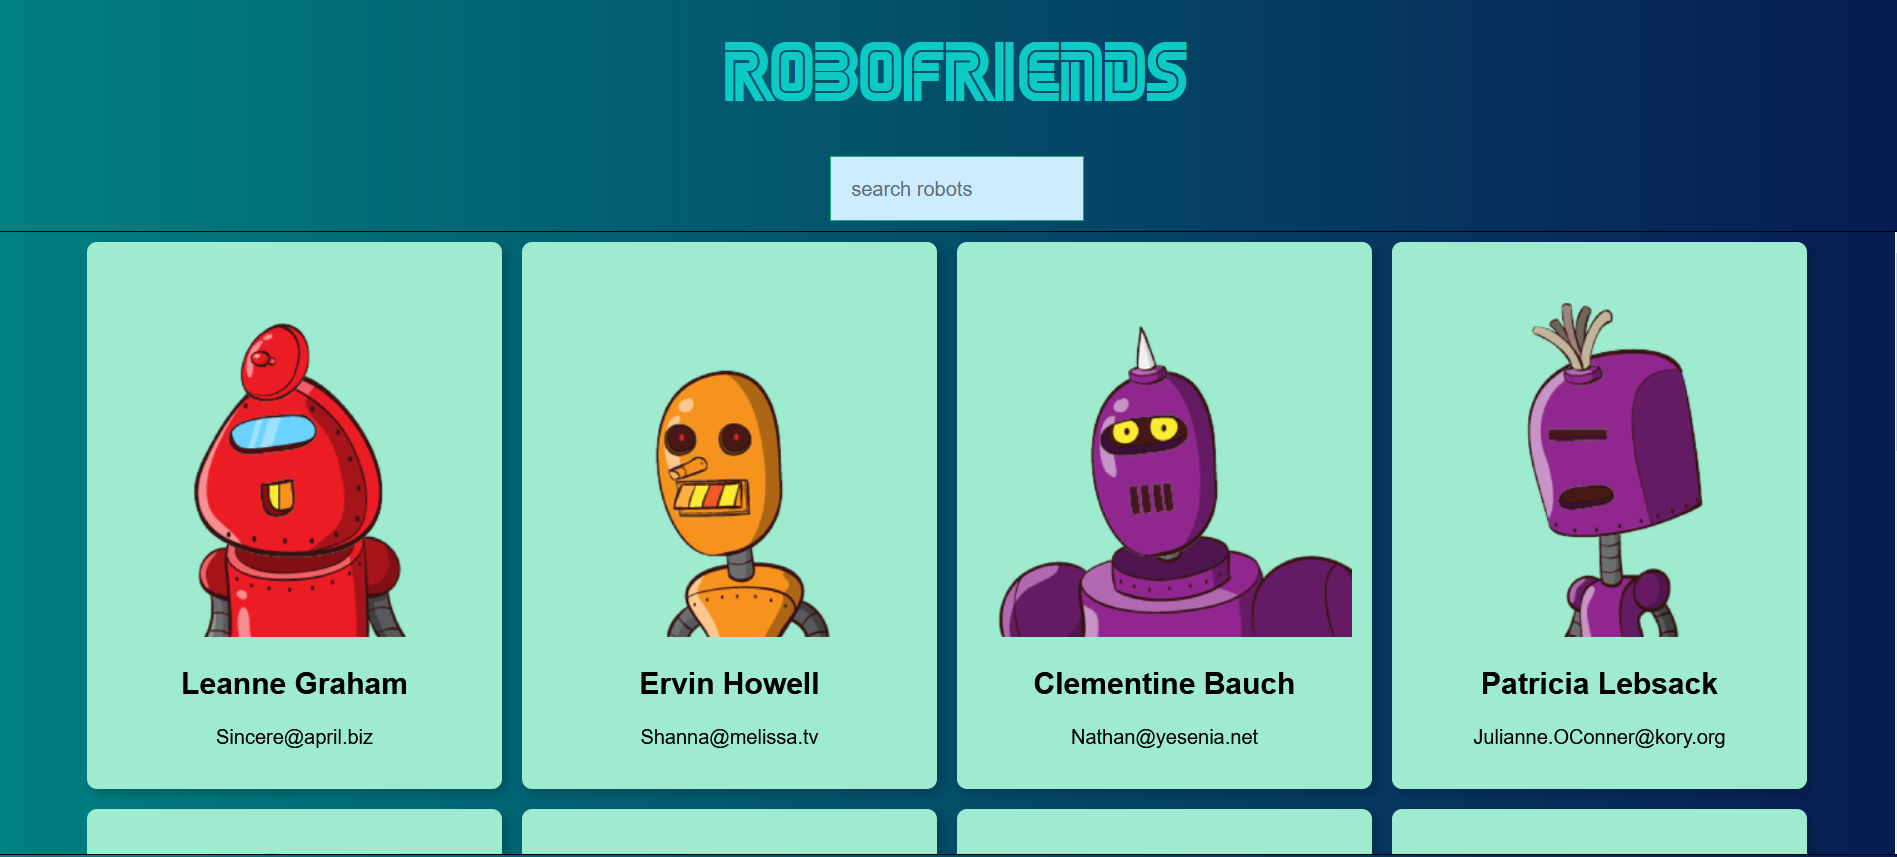 ROBOFRIENDS
search robots
Leanne Graham
Sincere@april.biz
Ervin Howell
Shanna@melissa.tv
Clementine Bauch
Nathan@yesenia.net
Patricia Lebsack
Julianne.OConner@kory.org